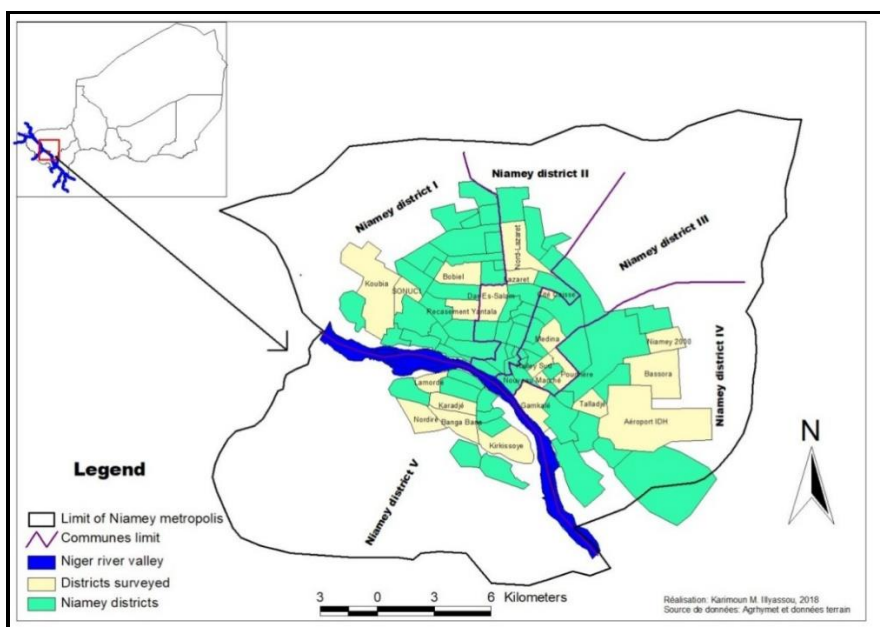 Niamey district I
Niamey district II
Niamey district III
Niamey district IV
Niamey district V
Nord-Lazaret
Lazaret
Koubia
SONUCI
Bobiel
Dar-Es-Salam
Recasement Yantala
Medina
Niamey 2000
Bassora
Poudrière
Talladjé
Aéroport IDH
Gamkalé
Lamordé
Karadjé
Nordiré
Banga Bana
Kirkissoye
N
Legend
Limit of Niamey metropolis
Communes limit
Niger river valley
Districts surveyed
Niamey districts
3 0 3 6 Kilometers
Réalisation: Karimoun M. Illyassou, 2018
Source de données: Agrhymet et données terrain